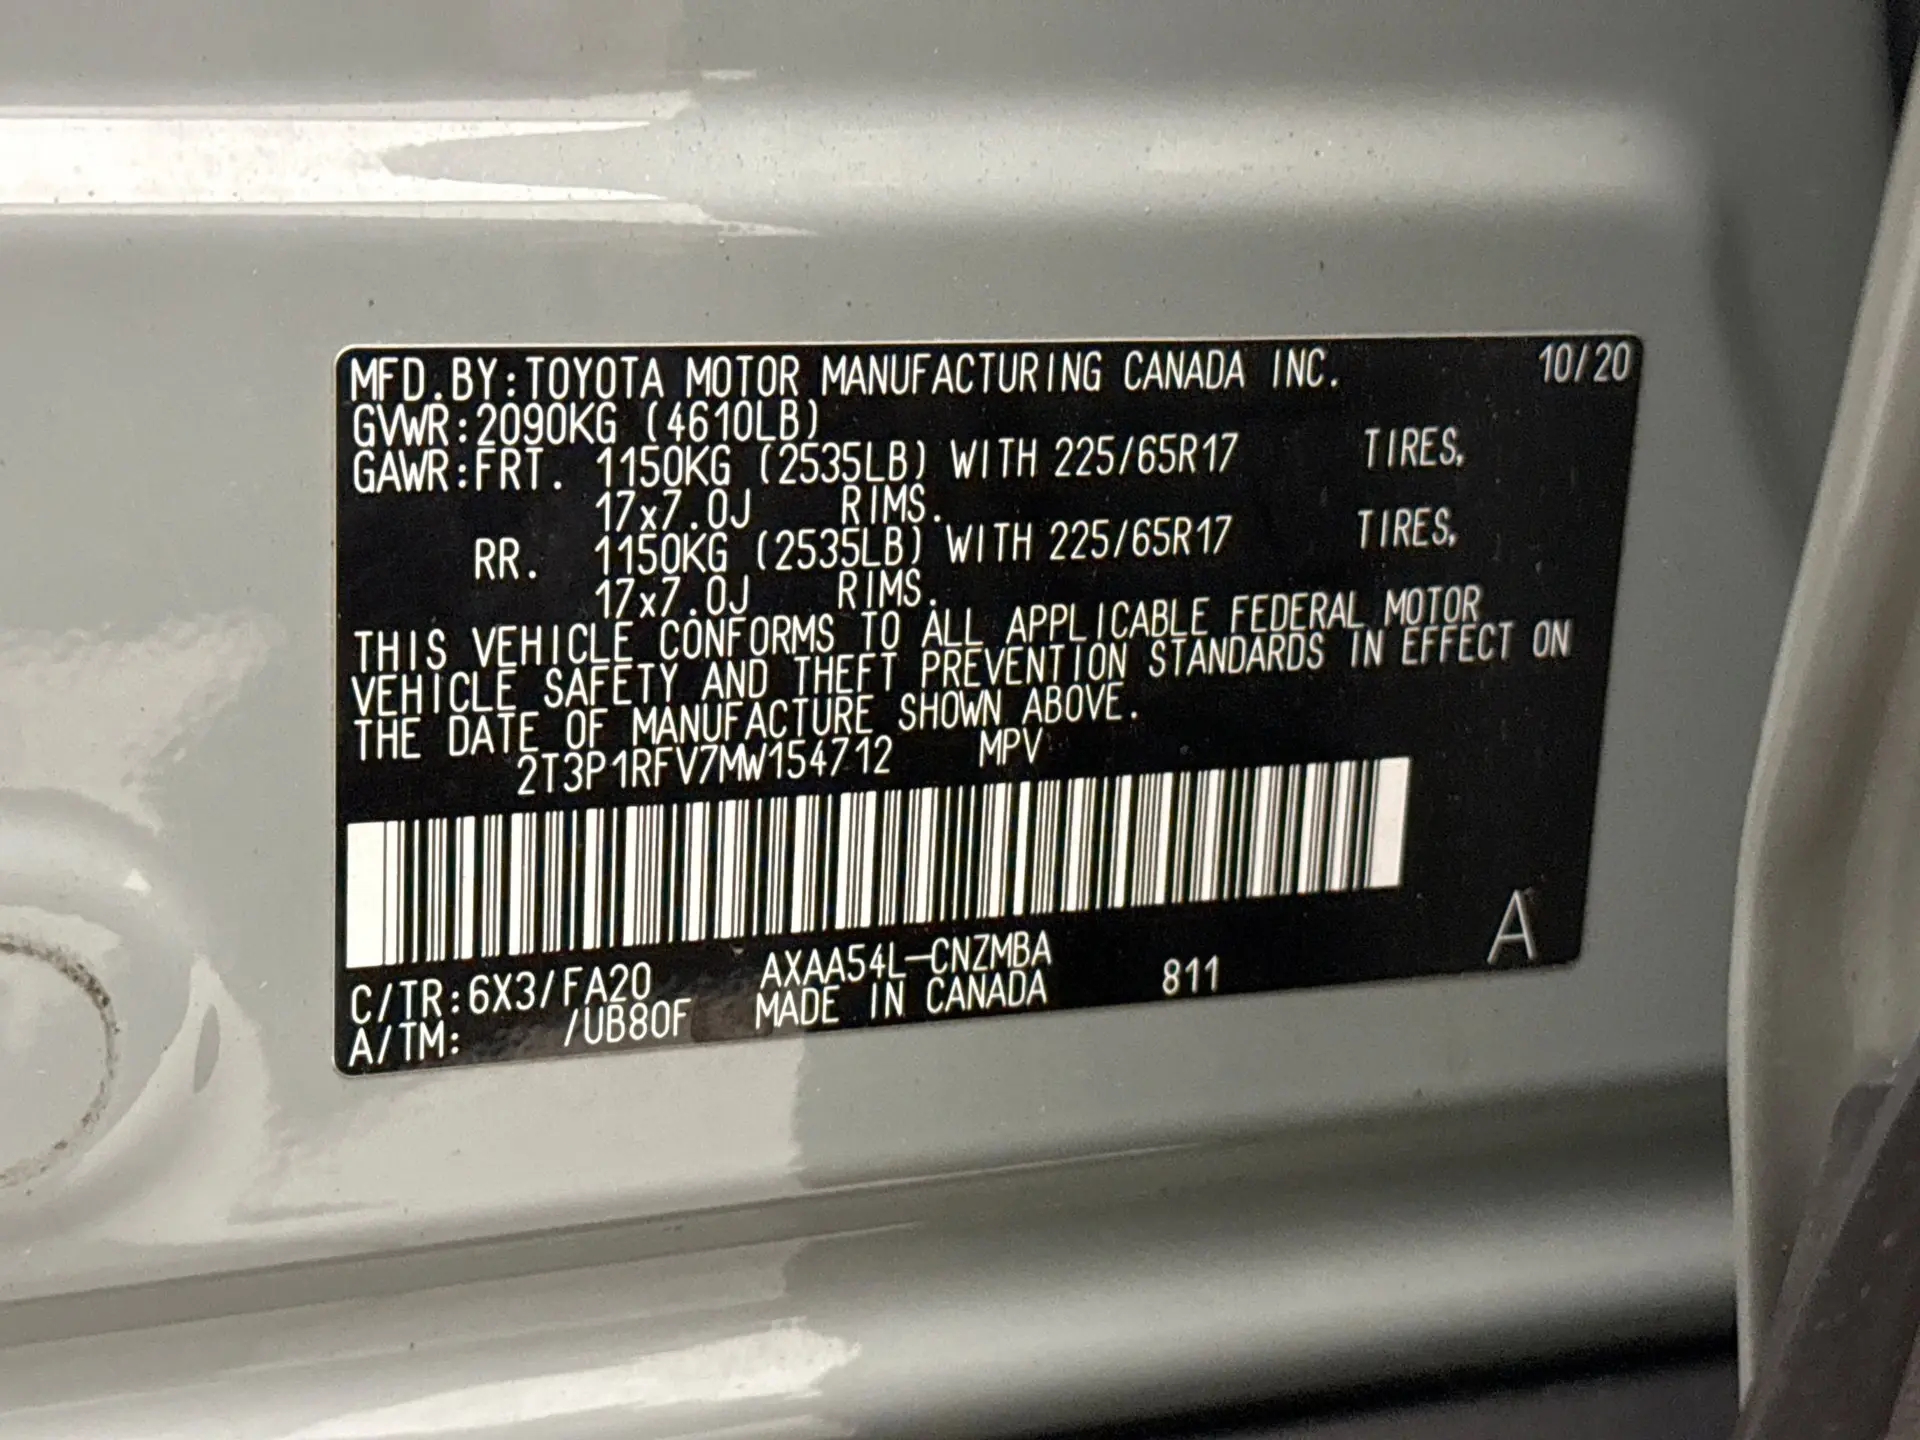 MFD.BY:TOYOTA MOTOR MANUFACTURING CANADA INC. 10/20
GVWR:2090KG (4610LB)
GAWR:FRT. 1150KG (2535LB) WITH 225/65R17 TIRES,
17x7.0J RIMS.
RR. 1150KG (2535LB) WITH 225/65R17 TIRES,
17x7.0J RIMS.
THIS VEHICLE CONFORMS TO ALL APPLICABLE FEDERAL MOTOR
VEHICLE SAFETY AND THEFT PREVENTION STANDARDS IN EFFECT ON
THE DATE OF MANUFACTURE SHOWN ABOVE.
2T3P1RFV7MW154712 MPV
C/TR:6X3/FA20 AXAA54L-CNZMBA
A/TM: /UB80F MADE IN CANADA 811 A